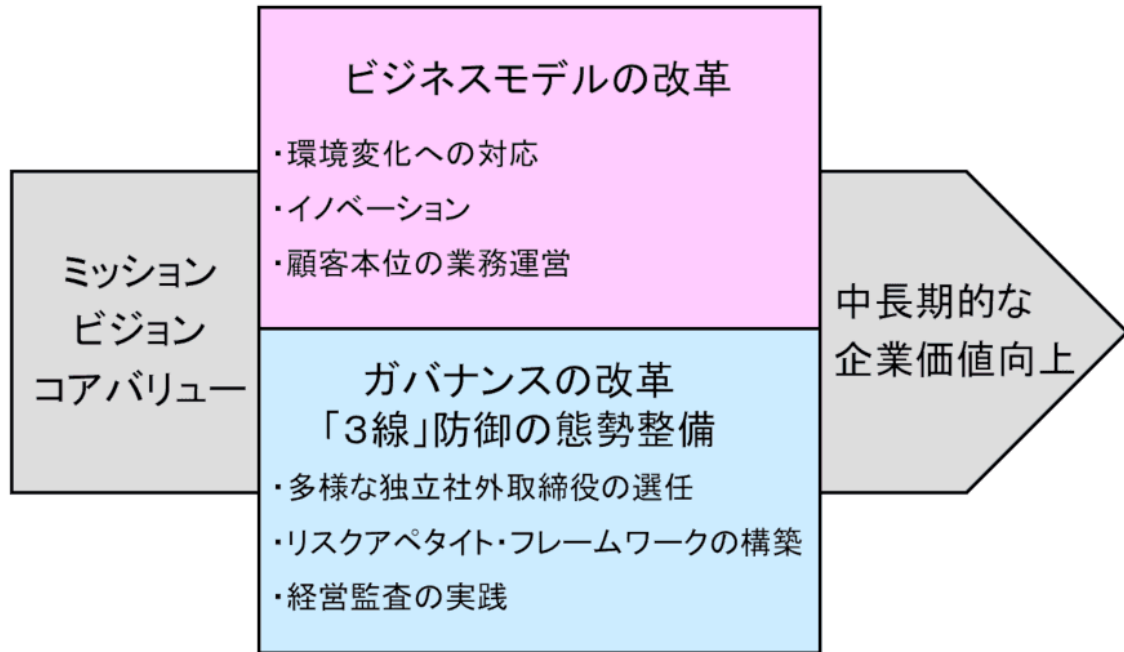 ミッション
ビジョン
コアバリュー
ビジネスモデルの改革
・環境変化への対応
・イノベーション
・顧客本位の業務運営
ガバナンスの改革
「3線」防御の態勢整備
・多様な独立社外取締役の選任
・リスクアペタイト・フレームワークの構築
・経営監査の実践
中長期的な
企業価値向上